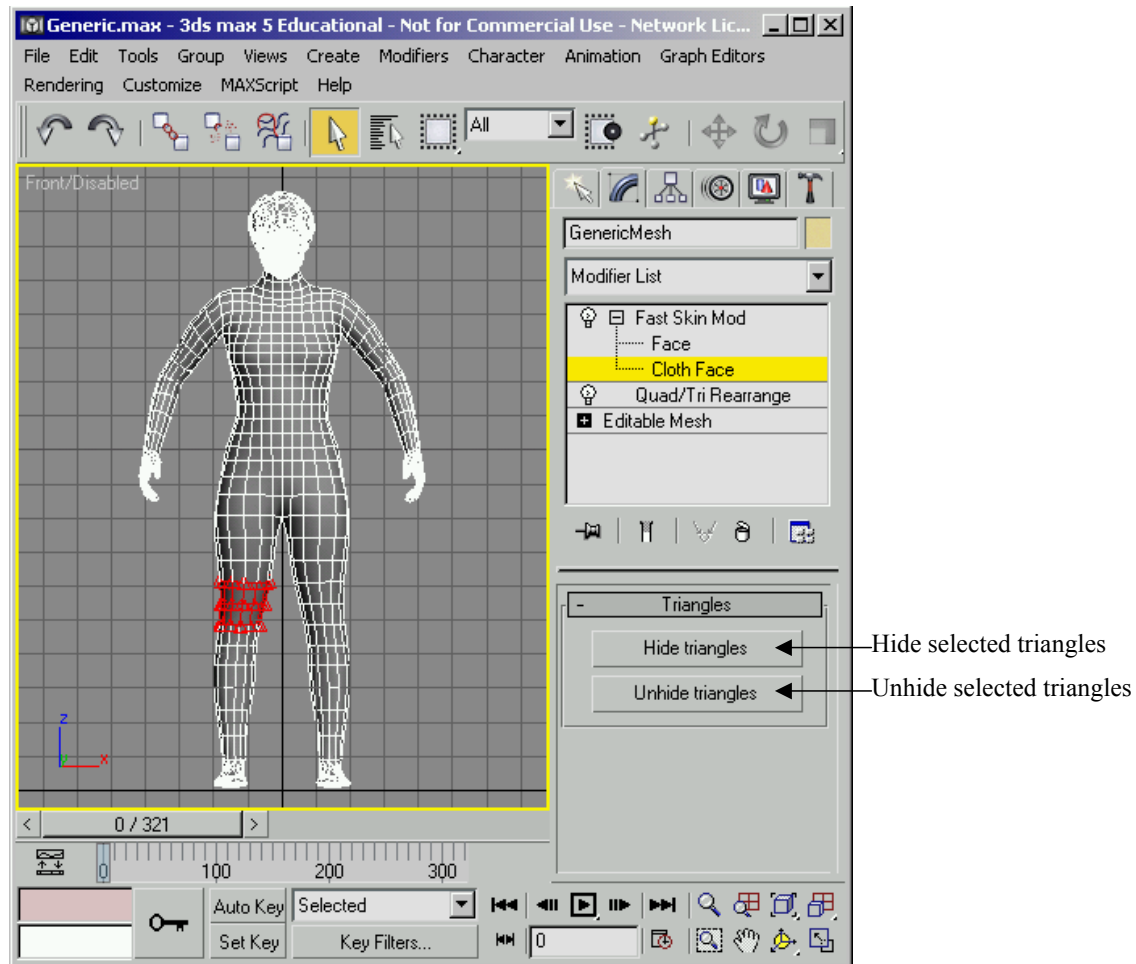 Generic.max - 3ds max 5 Educational - Not for Commercial Use - Network Lic...
File Edit Tools Group Views Create Modifiers Character Animation Graph Editors
Rendering Customize MAXScript Help
All
Front/Disabled
GenericMesh
Modifier List
Fast Skin Mod
Face
Cloth Face
Quad/Tri Rearrange
Editable Mesh
- Triangles
Hide triangles
Hide selected triangles
Unhide triangles
Unhide selected triangles
z
x
< 0 / 321 >
0 100 200 300
Auto Key Selected
Set Key Key Filters... 0